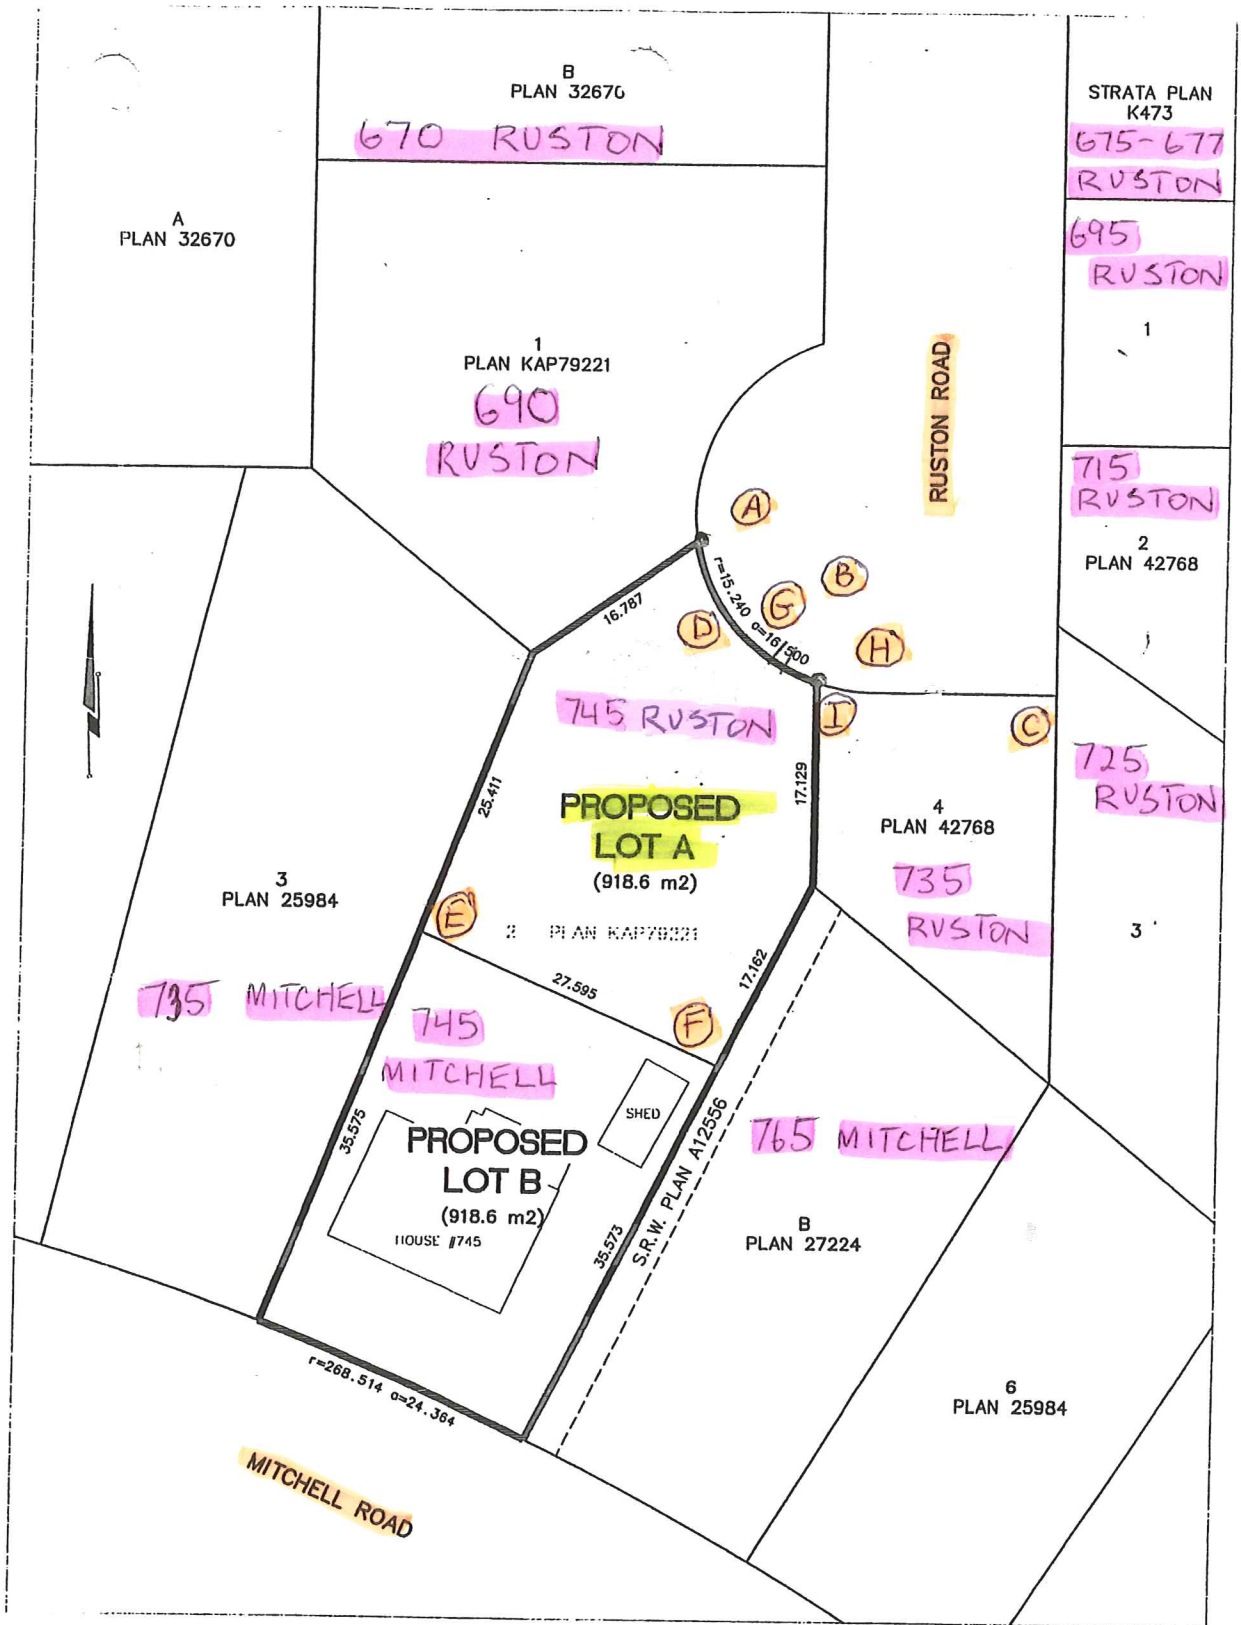 B
PLAN 32670
670 RUSTON
STRATA PLAN
K473
675-677
RUSTON
A
PLAN 32670
695
RUSTON
1
1
PLAN KAP79221
690
RUSTON
RUSTON ROAD
715
RUSTON
2
PLAN 42768
A
B
G
H
D
r=15.240 a=16.500
16.787
745 RUSTON
I
C
725
RUSTON
3
25.411
17.129
PROPOSED
LOT A
(918.6 m2)
4
PLAN 42768
735
RUSTON
3
PLAN 25984
735 MITCHELL
E
2 PLAN KAP79221
27.595
17.162
F
745
MITCHELL
SHED
35.575
PROPOSED
LOT B
(918.6 m2)
HOUSE #745
35.573
S.R.W. PLAN A12556
765 MITCHELL
B
PLAN 27224
r=268.514 a=24.364
6
PLAN 25984
MITCHELL ROAD